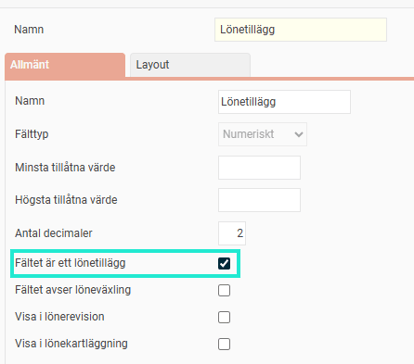 Namn Lönetillägg
Allmänt Layout
Namn Lönetillägg
Fälttyp Numeriskt
Minsta tillåtna värde
Högsta tillåtna värde
Antal decimaler 2
Fältet är ett lönetillägg
Fältet avser löneväxling
Visa i lönerevision
Visa i lönekartläggning